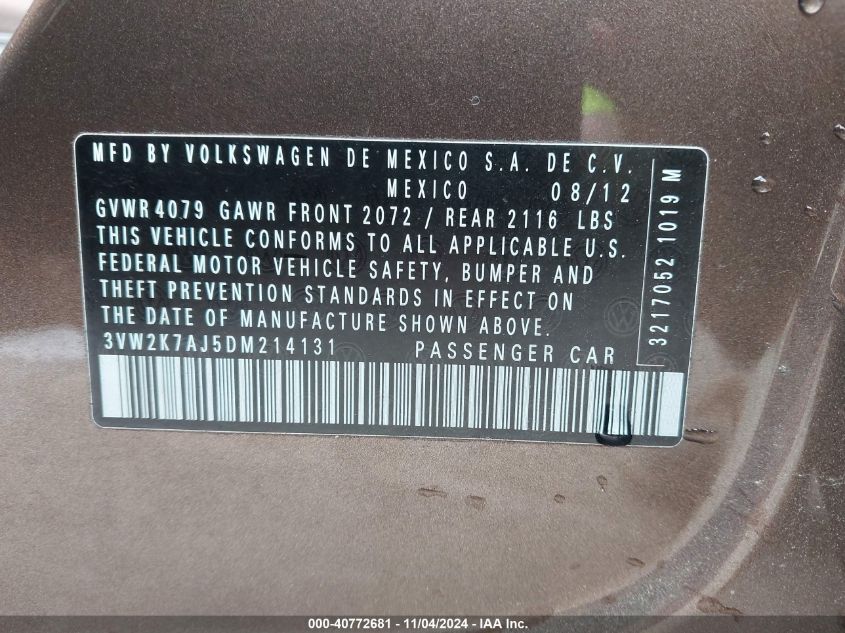 MFD BY VOLKSWAGEN DE MEXICO S.A. DE C.V.
MEXICO 08/12
GVWR4079 GAWR FRONT 2072 / REAR 2116 LBS
THIS VEHICLE CONFORMS TO ALL APPLICABLE U.S.
FEDERAL MOTOR VEHICLE SAFETY, BUMPER AND
THEFT PREVENTION STANDARDS IN EFFECT ON
THE DATE OF MANUFACTURE SHOWN ABOVE.
3VW2K7AJ5DM214131 PASSENGER CAR
3217052 1019 M
000-40772681 - 11/04/2024 - IAA Inc.